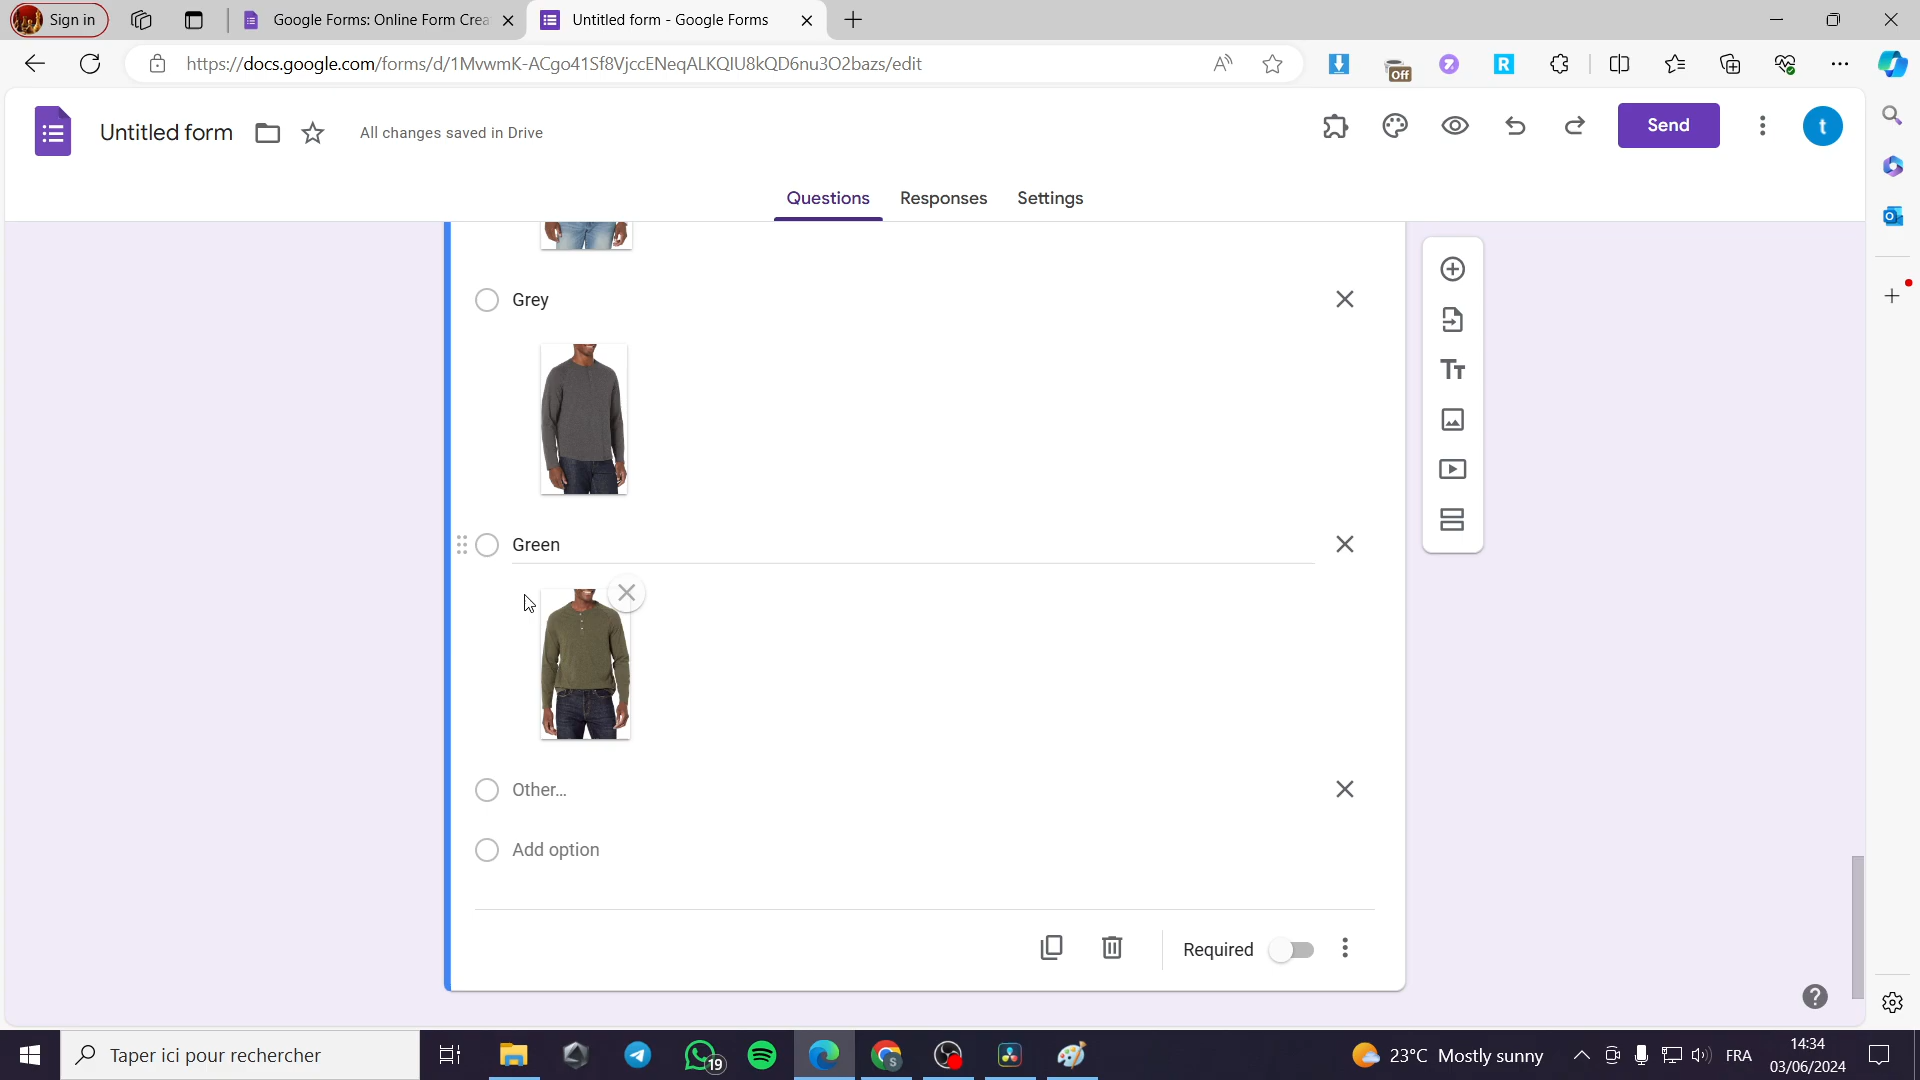 Sign in
Google Forms: Online Form Crea
Untitled form - Google Forms
https://docs.google.com/forms/d/1MvwmK-ACgo41Sf8VjccENeqALKQIU8kQD6nu3O2bazs/edit
Off
R
Untitled form
All changes saved in Drive
Send
t
Questions
Responses
Settings
Grey
Green
Other...
Add option
Required
Taper ici pour rechercher
19
S
23°C Mostly sunny
FRA
14:34
03/06/2024